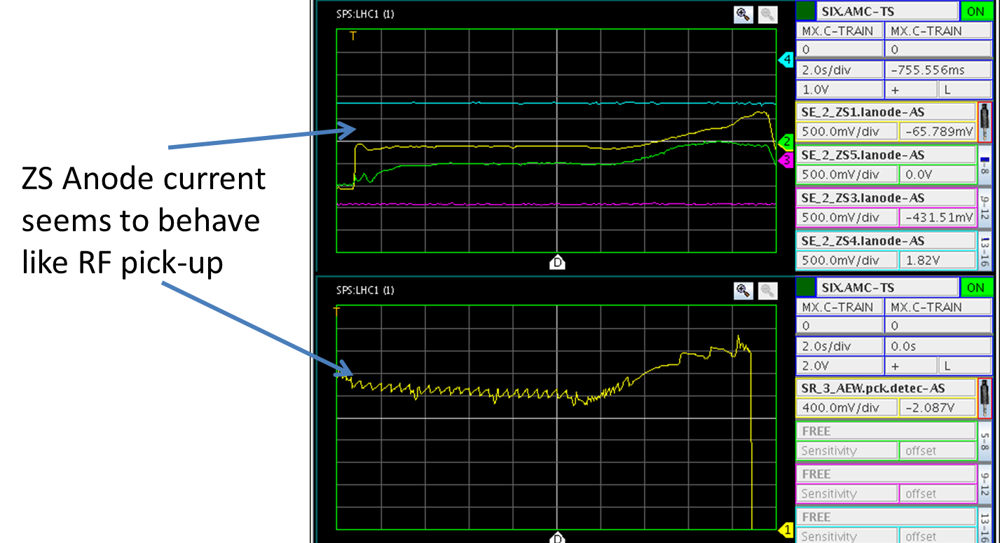 ZS Anode current
seems to behave
like RF pick-up
SPS:LHC1 (1)
T
4
2
3
D
SIX.AMC-TS ON
MX.C-TRAIN MX.C-TRAIN
0 0
2.0s/div -755.556ms
1.0V + L
SE_2_ZS1.Ianode-AS
500.0mV/div -65.789mV
SE_2_ZS5.Ianode-AS
500.0mV/div 0.0V
SE_2_ZS3.Ianode-AS
500.0mV/div -431.51mV
SE_2_ZS4.Ianode-AS
500.0mV/div 1.82V
9-12
13-16
SPS:LHC1 (1)
T
1
D
SIX.AMC-TS ON
MX.C-TRAIN MX.C-TRAIN
0 0
2.0s/div 0.0s
2.0V + L
SR_3_AEW.pck.detec-AS
400.0mV/div -2.087V
FREE
Sensitivity offset
FREE
Sensitivity offset
FREE
Sensitivity offset
5-8
9-12
13-16